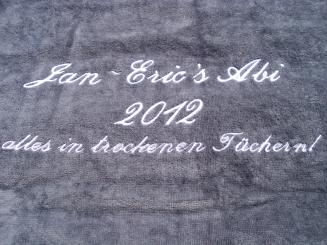 Jan-Eric's Abi
2012
alles in trockenen Tüchern!